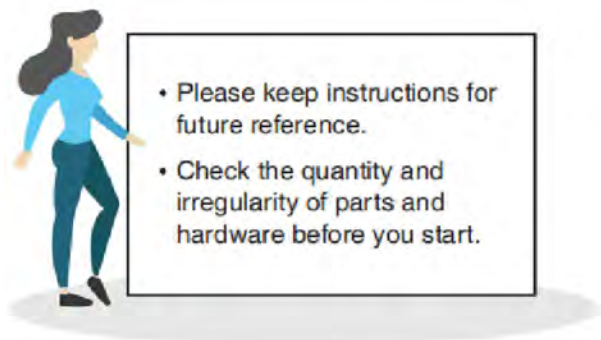 • Please keep instructions for
future reference.
• Check the quantity and
irregularity of parts and
hardware before you start.